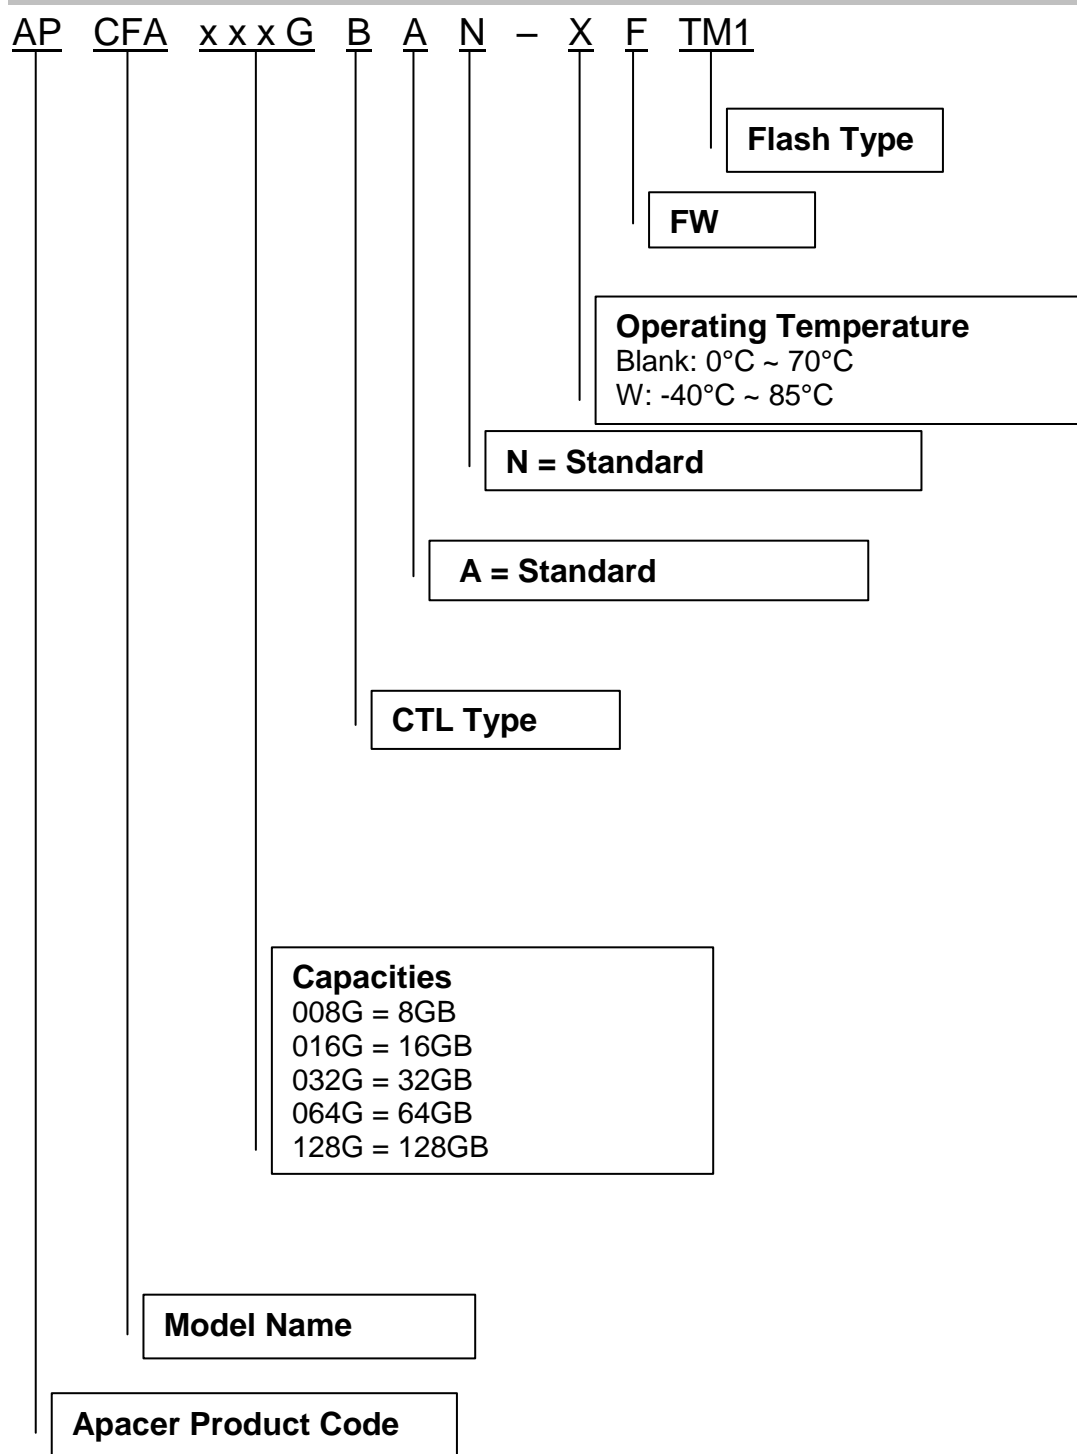 AP CFA x x x G B A N – X F TM1
Flash Type
FW
Operating Temperature
Blank: 0°C ~ 70°C
W: -40°C ~ 85°C
N = Standard
A = Standard
CTL Type
Capacities
008G = 8GB
016G = 16GB
032G = 32GB
064G = 64GB
128G = 128GB
Model Name
Apacer Product Code